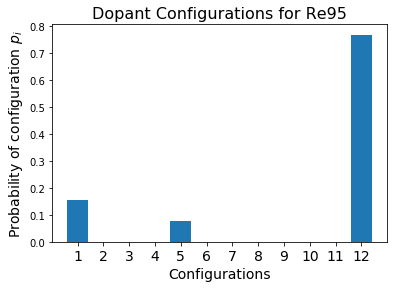 Dopant Configurations for Re95
Probability of configuration $p_i$
0.8
0.7
0.6
0.5
0.4
0.3
0.2
0.1
0.0
1 2 3 4 5 6 7 8 9 10 11 12
Configurations